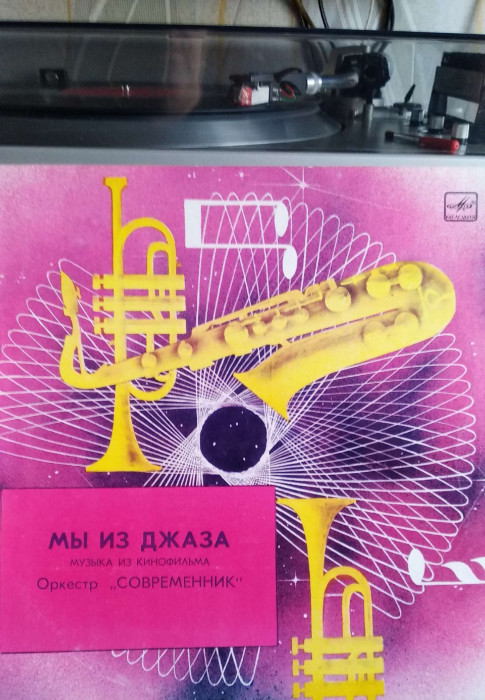 МЫ ИЗ ДЖАЗА
МУЗЫКА ИЗ КИНОФИЛЬМА
Оркестр „СОВРЕМЕННИК"